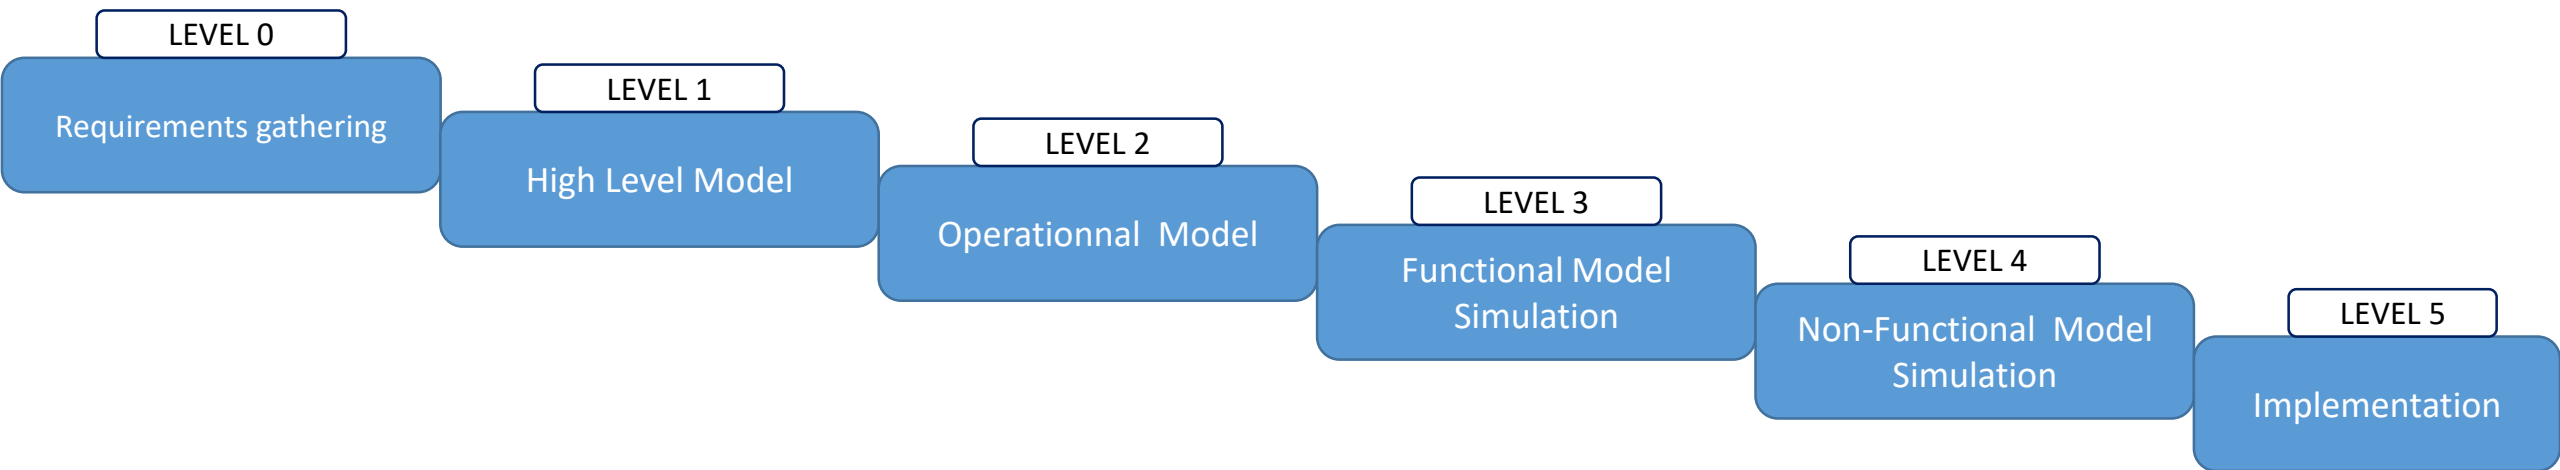 LEVEL 0
Requirements gathering
LEVEL 1
High Level Model
LEVEL 2
Operationnal  Model
LEVEL 3
Functional Model
Simulation
LEVEL 4
Non-Functional  Model
Simulation
LEVEL 5
Implementation